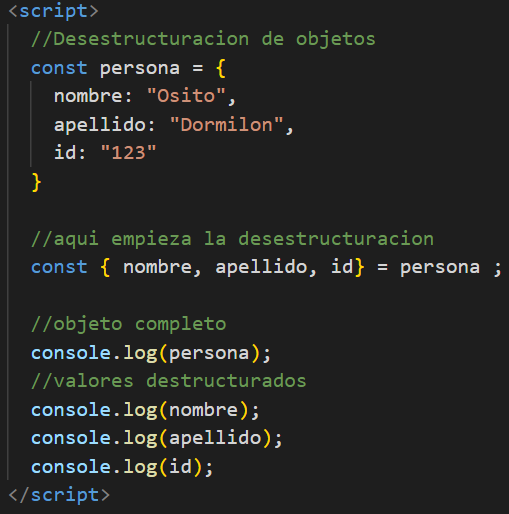 <script>
//Desestructuracion de objetos
const persona = {
nombre: "Osito",
apellido: "Dormilon",
id: "123"
}
//aqui empieza la desestructuracion
const { nombre, apellido, id} = persona ;
//objeto completo
console.log(persona);
//valores destructurados
console.log(nombre);
console.log(apellido);
console.log(id);
</script>